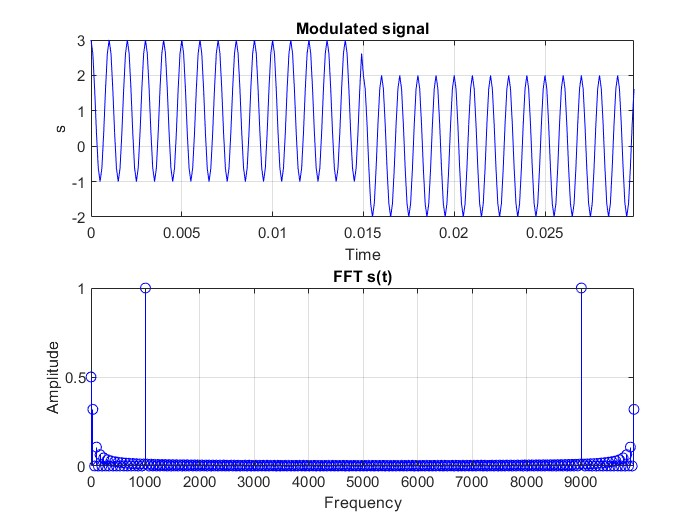 Modulated signal
3
2
1
0
-1
-2
s
0 0.005 0.01 0.015 0.02 0.025
Time
FFT s(t)
1
0.5
0
Amplitude
0 1000 2000 3000 4000 5000 6000 7000 8000 9000
Frequency